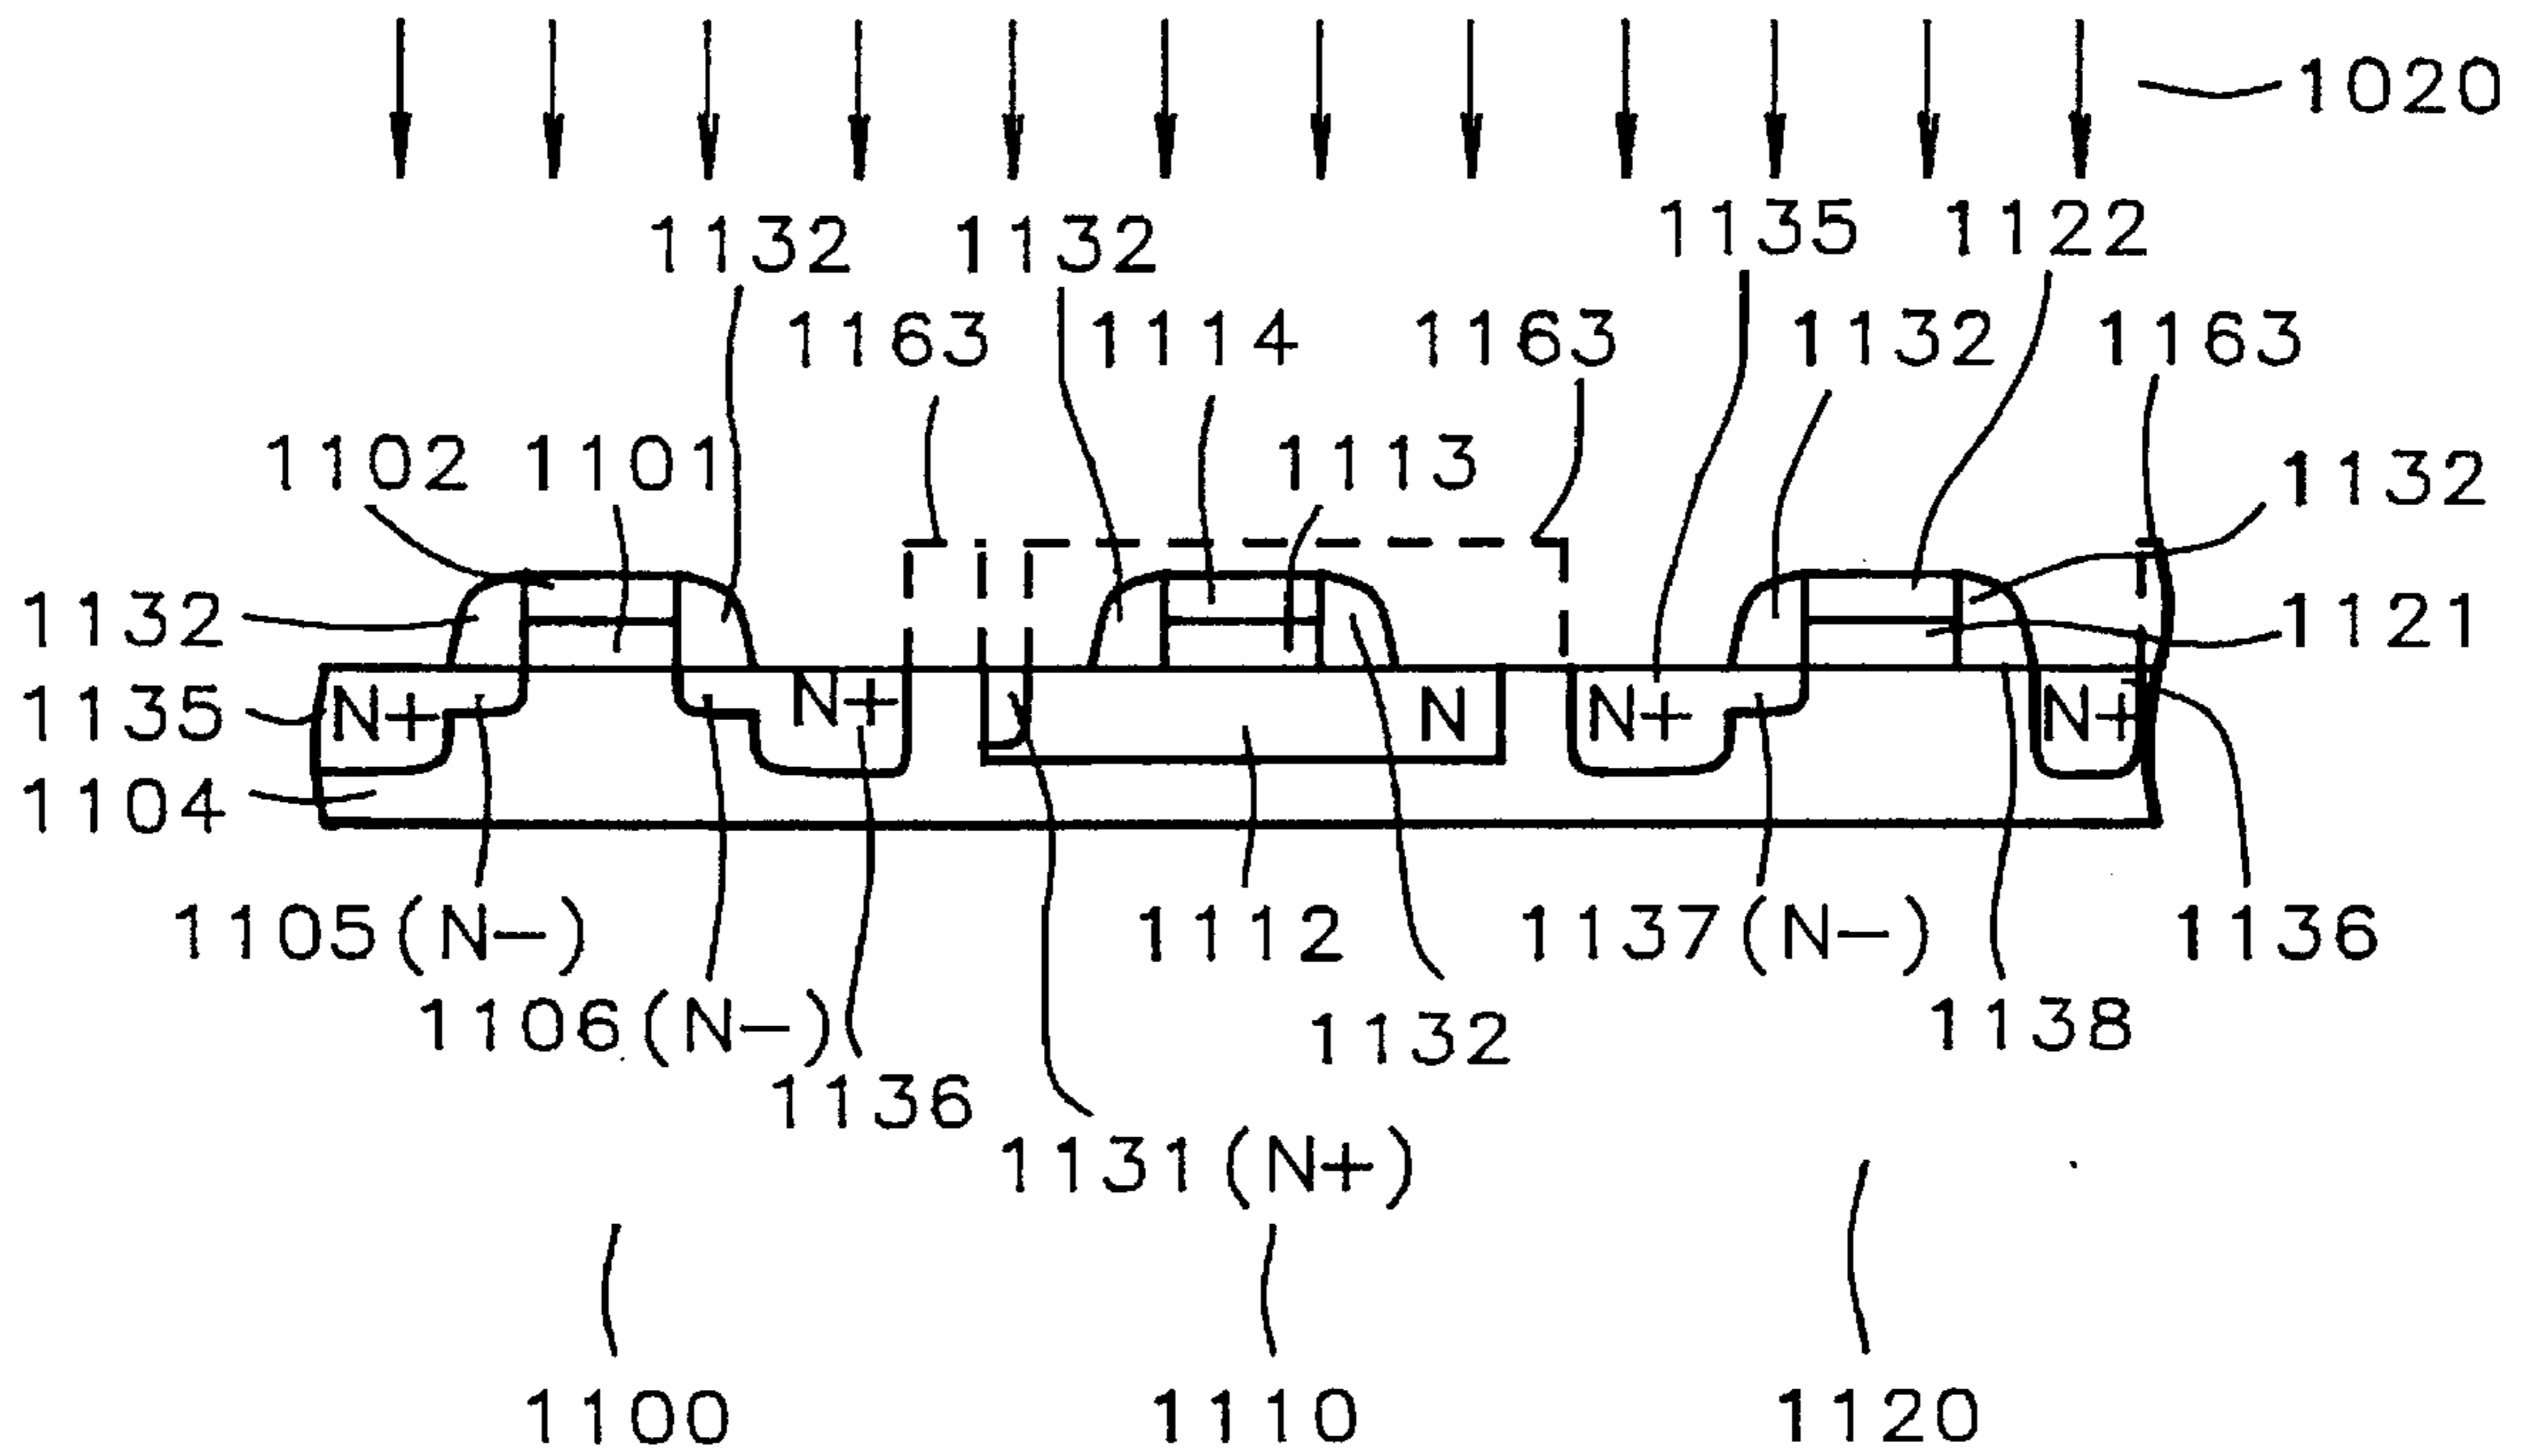 1020
1132 1132 1135 1122
1163 1114 1163 1132 1163
1102 1101 1113 1132
1132 1121
1135 N+ N+ N N+ N+
1104
1105(N-) 1112 1137(N-) 1136
1106(N-) 1132 1138
1136
1131(N+)
1100 1110 1120